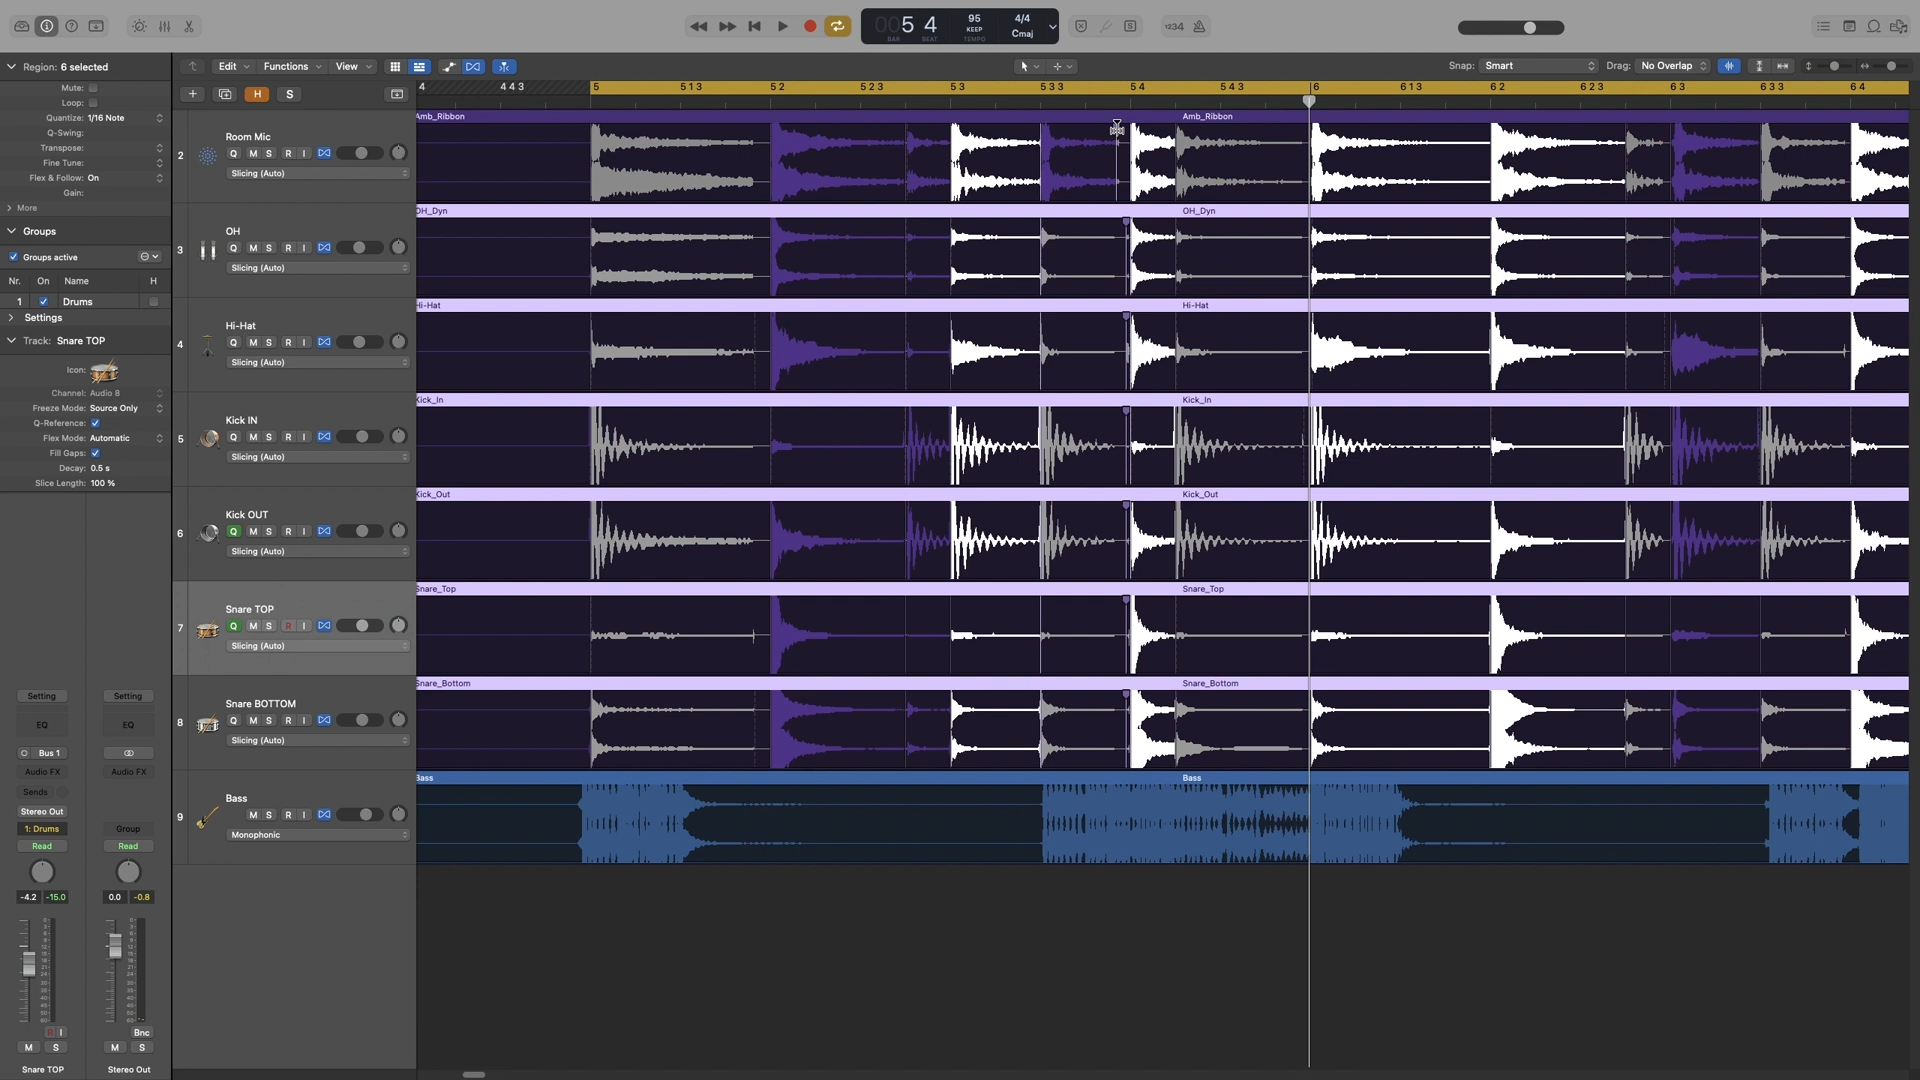 005 4
BAR BEAT
95
KEEP
TEMPO
4/4
Cmaj
1234
Region: 6 selected
Mute:
Loop:
Quantize: 1/16 Note
Q-Swing:
Transpose:
Fine Tune:
Flex & Follow: On
Gain:
More
Groups
Groups active
Nr. On Name H
1 Drums
Settings
Track: Snare TOP
Icon:
Channel: Audio 8
Freeze Mode: Source Only
Q-Reference:
Flex Mode: Automatic
Fill Gaps:
Decay: 0.5 s
Slice Length: 100 %
Setting Setting
EQ EQ
Bus 1
Audio FX Audio FX
Sends
Stereo Out
1: Drums Group
Read Read
-4.2 -15.0 0.0 -0.8
R I Bnc
M S M S
Snare TOP Stereo Out
Edit Functions View
Snap: Smart Drag: No Overlap
H S
4 4 4 3 5 5 1 3 5 2 5 2 3 5 3 5 3 3 5 4 5 4 3 6 6 1 3 6 2 6 2 3 6 3 6 3 3 6 4
2 Room Mic
Q M S R I
Slicing (Auto)
Amb_Ribbon Amb_Ribbon
3 OH
Q M S R I
Slicing (Auto)
OH_Dyn OH_Dyn
4 Hi-Hat
Q M S R I
Slicing (Auto)
Hi-Hat Hi-Hat
5 Kick IN
Q M S R I
Slicing (Auto)
Kick_In Kick_In
6 Kick OUT
Q M S R I
Slicing (Auto)
Kick_Out Kick_Out
7 Snare TOP
Q M S R I
Slicing (Auto)
Snare_Top Snare_Top
8 Snare BOTTOM
Q M S R I
Slicing (Auto)
Snare_Bottom Snare_Bottom
9 Bass
M S R I
Monophonic
Bass Bass